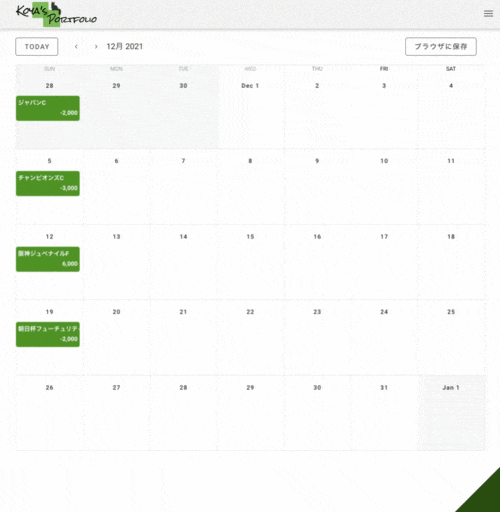 Koya's
Portfolio
TODAY
‹ › 12月 2021
ブラウザに保存
SUN MON TUE WED THU FRI SAT
28 29 30 Dec 1 2 3 4
ジャパンC
-2,000
5 6 7 8 9 10 11
チャンピオンズC
-3,000
12 13 14 15 16 17 18
阪神ジュベナイルF
6,000
19 20 21 22 23 24 25
朝日杯フューチュリティ
-2,000
26 27 28 29 30 31 Jan 1